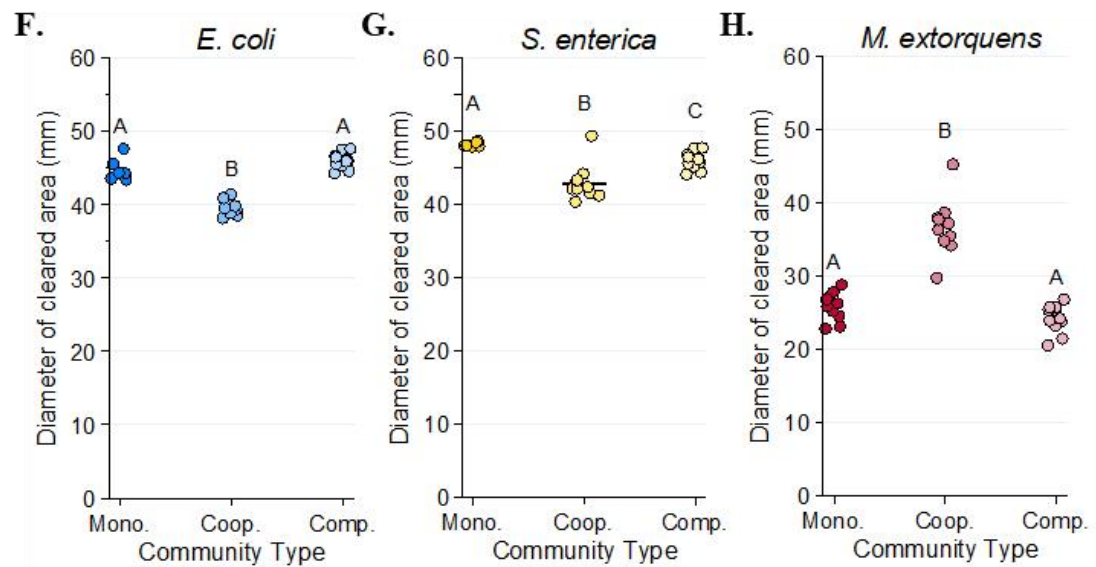 F.
E. coli
Diameter of cleared area (mm)
60
50
40
30
20
10
0
A
B
A
Mono. Coop. Comp.
Community Type
G.
S. enterica
Diameter of cleared area (mm)
60
50
40
30
20
10
0
A
B
C
Mono. Coop. Comp.
Community Type
H.
M. extorquens
Diameter of cleared area (mm)
60
50
40
30
20
10
0
A
B
A
Mono. Coop. Comp.
Community Type